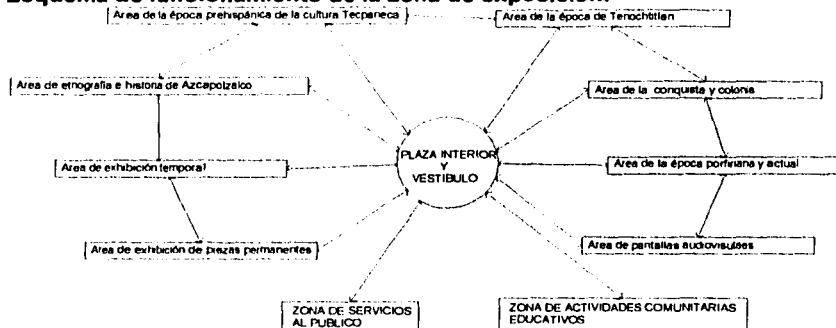 Esquema de funcionamiento de la zona de exposición.
Area de la época prehispánica de la cultura Tecpaneca
Area de la época de Tenochtitlan
Area de etnografia e historia de Azcapotzalco
Area de la conquista y colonia
PLAZA INTERIOR
Y
VESTIBULO
Area de exhibición temporal
Area de la época porfiriana y actual
Area de exhibición de piezas permanentes
Area de pantallas audiovisulaes
ZONA DE SERVICIOS
AL PUBLICO
ZONA DE ACTIVIDADES COMUNITARIAS
EDUCATIVOS